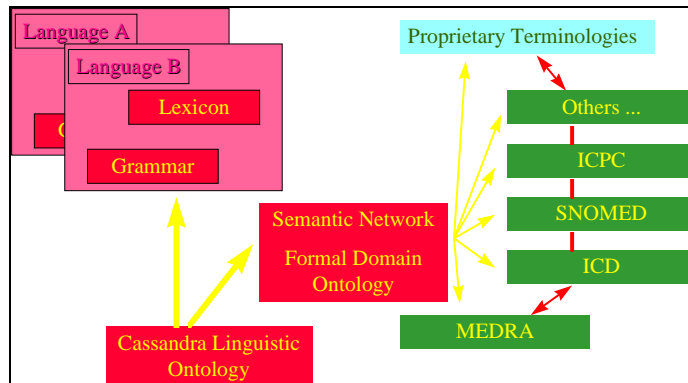 Language A
Language B
Lexicon
Grammar
Proprietary Terminologies
Others ...
ICPC
SNOMED
ICD
MEDRA
Semantic Network
Formal Domain
Ontology
Cassandra Linguistic
Ontology